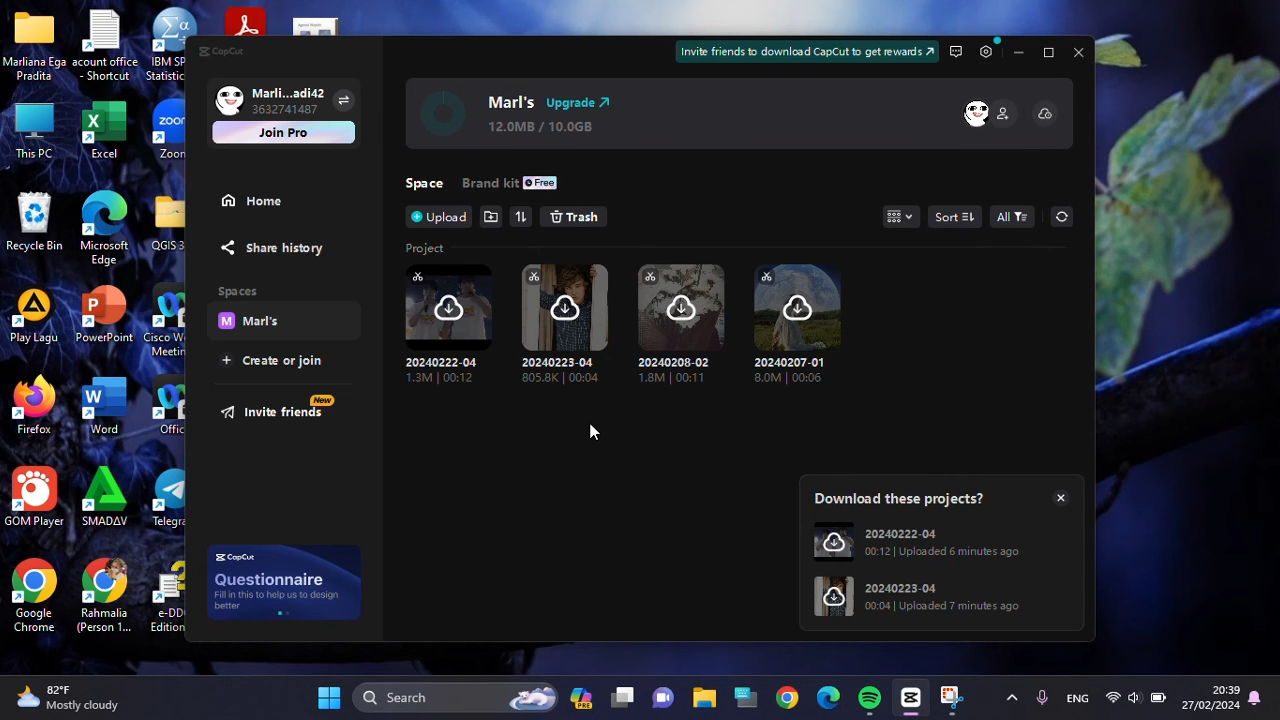 Marliana Ega
Pradita
acount office
- Shortcut
IBM SP
Statistic
This PC
Excel
Zoom
Recycle Bin
Microsoft
Edge
QGIS 3
Play Lagu
PowerPoint
Cisco W
Meetin
Firefox
Word
Offic
GOM Player
SMADΔV
Telegra
Google
Chrome
Rahmalia
(Person 1...
e-DD
Edition
CapCut
Invite friends to download CapCut to get rewards
Marli...adi42
3632741487
Join Pro
Home
Share history
Spaces
M Marl's
Create or join
New
Invite friends
CapCut
Questionnaire
Fill in this to help us to design
better
Marl's Upgrade
12.0MB / 10.0GB
Space Brand kit Free
Upload Trash Sort All
Project
20240222-04
1.3M | 00:12
20240223-04
805.8K | 00:04
20240208-02
1.8M | 00:11
20240207-01
8.0M | 00:06
Download these projects?
20240222-04
00:12 | Uploaded 6 minutes ago
20240223-04
00:04 | Uploaded 7 minutes ago
82°F
Mostly cloudy
Search
PRE
ENG
20:39
27/02/2024